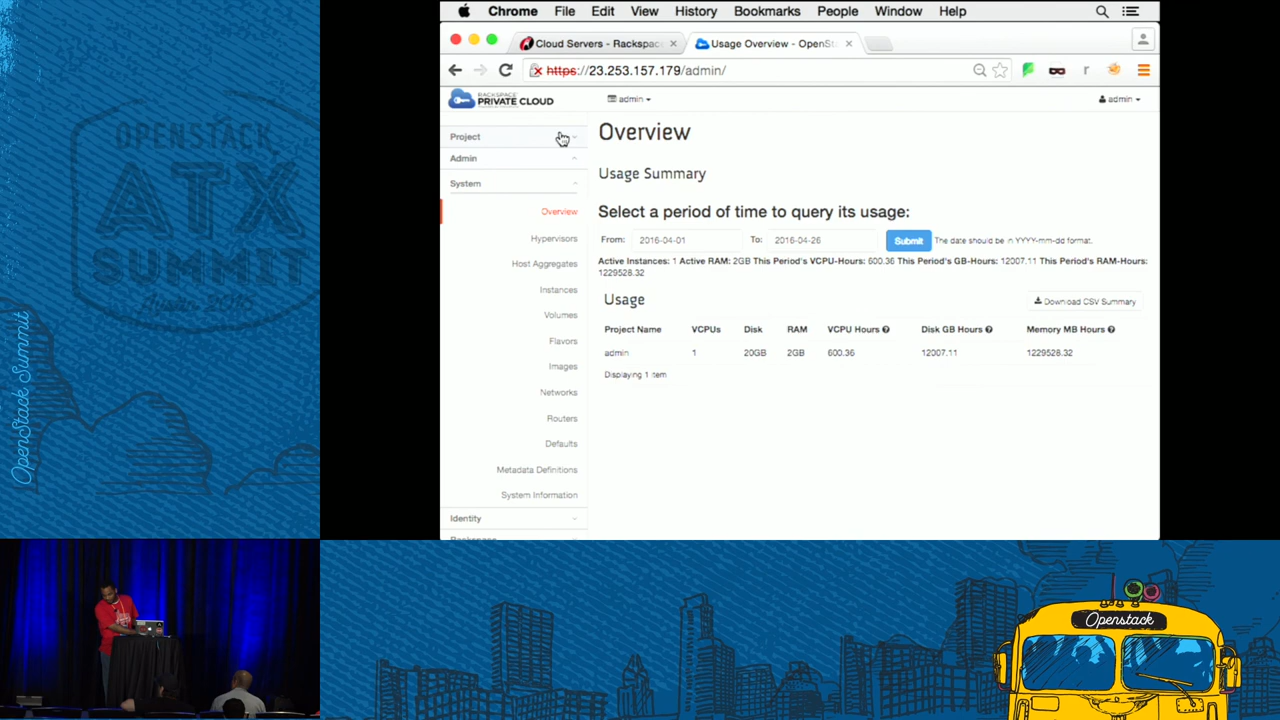 OPENSTACK
ATX
Austin
OpenStack Summit
Chrome File Edit View History Bookmarks People Window Help
Cloud Servers - Rackspac
Usage Overview - OpenSt
https://23.253.157.179/admin/
RACKSPACE
PRIVATE CLOUD
admin
admin
Project
Admin
System
Overview
Hypervisors
Host Aggregates
Instances
Volumes
Flavors
Images
Networks
Routers
Defaults
Metadata Definitions
System Information
Identity
Overview
Usage Summary
Select a period of time to query its usage:
From: 2016-04-01 To: 2016-04-26 Submit The date should be in YYYY-mm-dd format.
Active Instances: 1 Active RAM: 2GB This Period's VCPU-Hours: 600.36 This Period's GB-Hours: 12007.11 This Period's RAM-Hours:
1229528.32
Usage
Download CSV Summary
Project Name VCPUs Disk RAM VCPU Hours Disk GB Hours Memory MB Hours
admin 1 20GB 2GB 600.36 12007.11 1229528.32
Displaying 1 item
Openstack